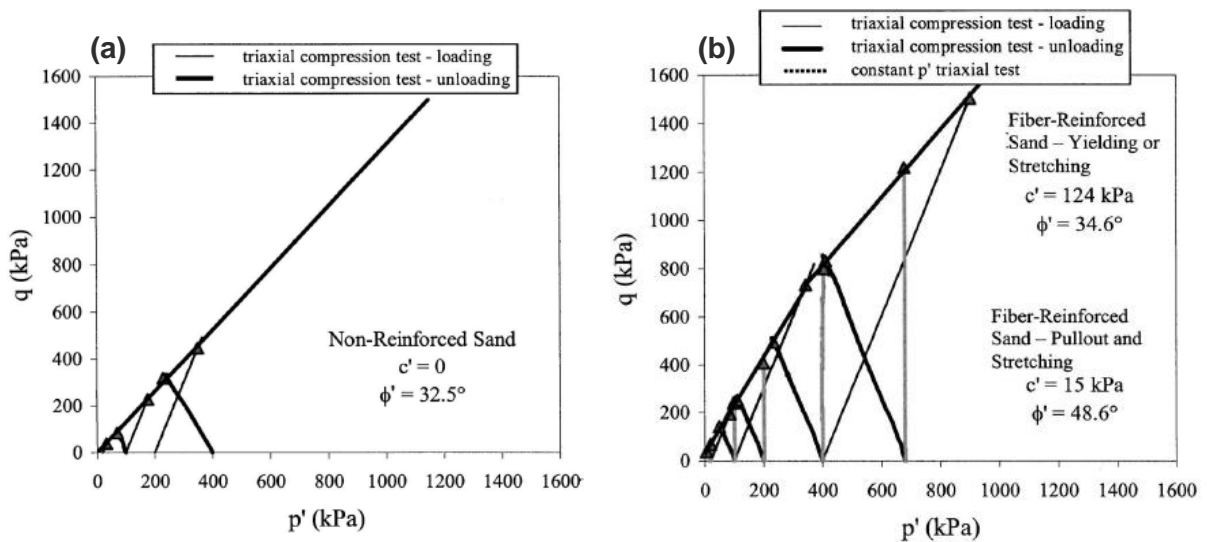 (a)
triaxial compression test - loading
triaxial compression test - unloading
1600
1400
1200
1000
800
600
400
200
0
q (kPa)
Non-Reinforced Sand
c' = 0
ϕ' = 32.5°
0 200 400 600 800 1000 1200 1400 1600
p' (kPa)
(b)
triaxial compression test - loading
triaxial compression test - unloading
constant p' triaxial test
1600
1400
1200
1000
800
600
400
200
0
q (kPa)
Fiber-Reinforced
Sand – Yielding or
Stretching
c' = 124 kPa
ϕ' = 34.6°
Fiber-Reinforced
Sand – Pullout and
Stretching
c' = 15 kPa
ϕ' = 48.6°
0 200 400 600 800 1000 1200 1400 1600
p' (kPa)